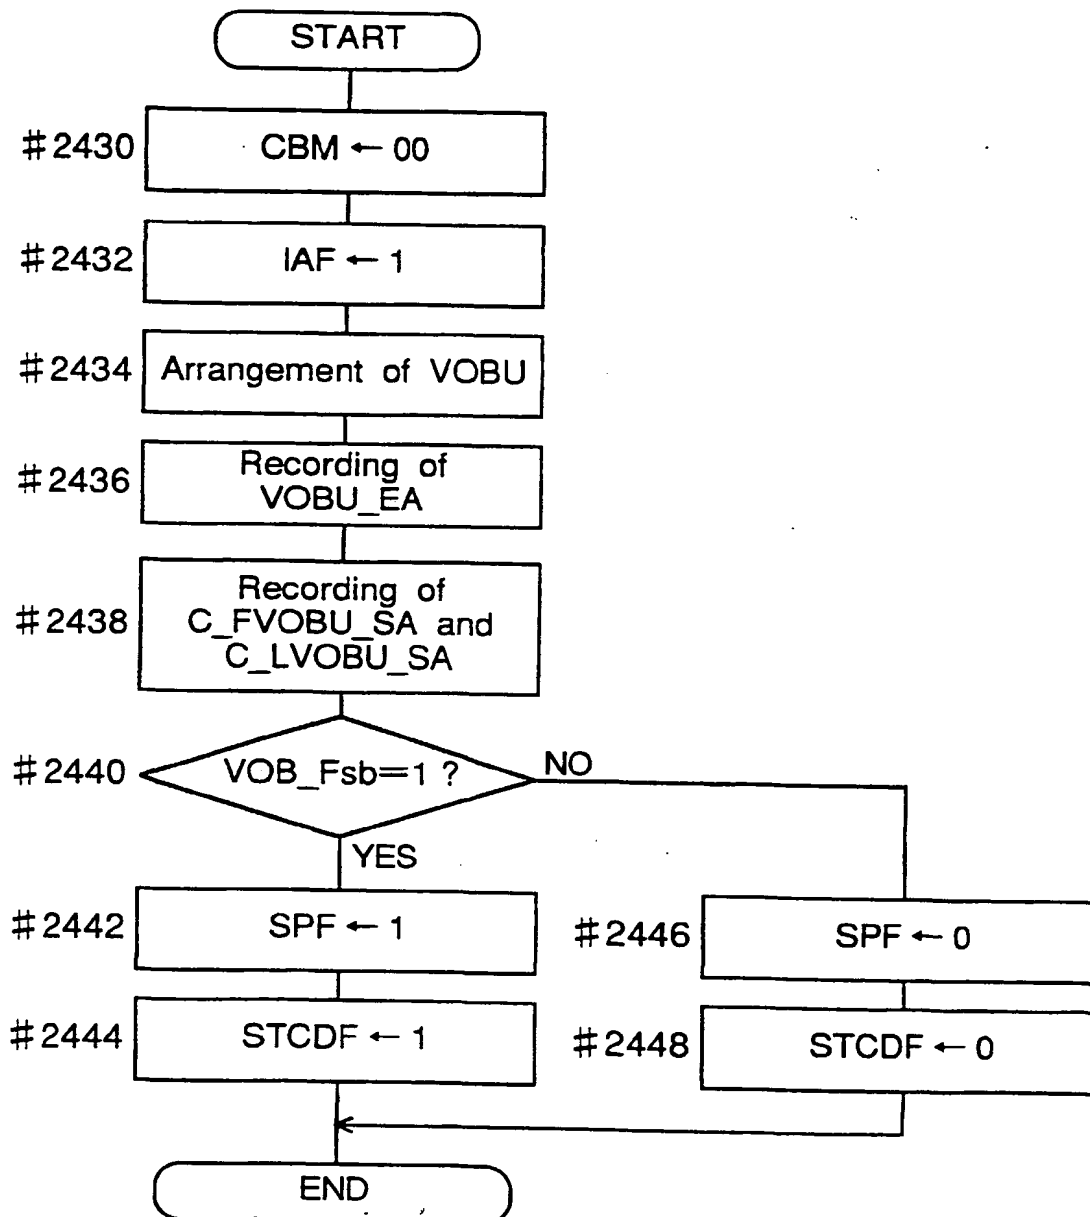 START
#2430
CBM ← 00
#2432
IAF ← 1
#2434
Arrangement of VOBU
#2436
Recording of
VOBU_EA
#2438
Recording of
C_FVOBU_SA and
C_LVOBU_SA
#2440
VOB_Fsb=1 ?
NO
YES
#2442
SPF ← 1
#2446
SPF ← 0
#2444
STCDF ← 1
#2448
STCDF ← 0
END